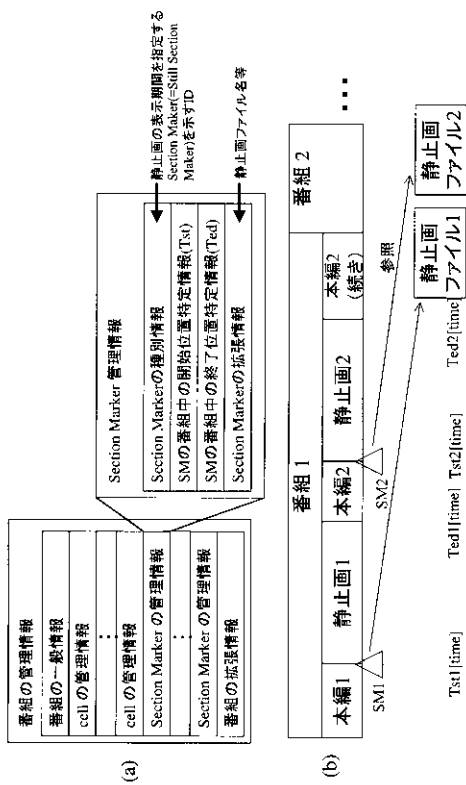 (a)
番組の管理情報
番組の一般情報
cellの管理情報
⋮
cellの管理情報
Section Markerの管理情報
⋮
Section Markerの管理情報
番組の拡張情報
Section Marker 管理情報
Section Markerの種別情報
SMの番組中の開始位置特定情報(Tst)
SMの番組中の終了位置特定情報(Ted)
Section Markerの拡張情報
静止画の表示期間を指定する
Section Maker(=Still Section
Maker)を示すID
静止画ファイル名等
(b)
番組1
番組2
...
本編1
静止画1
本編2
静止画2
本編2
(続き)
SM1
SM2
参照
静止画
ファイル1
静止画
ファイル2
Tst1[time]
Ted1[time]
Tst2[time]
Ted2[time]